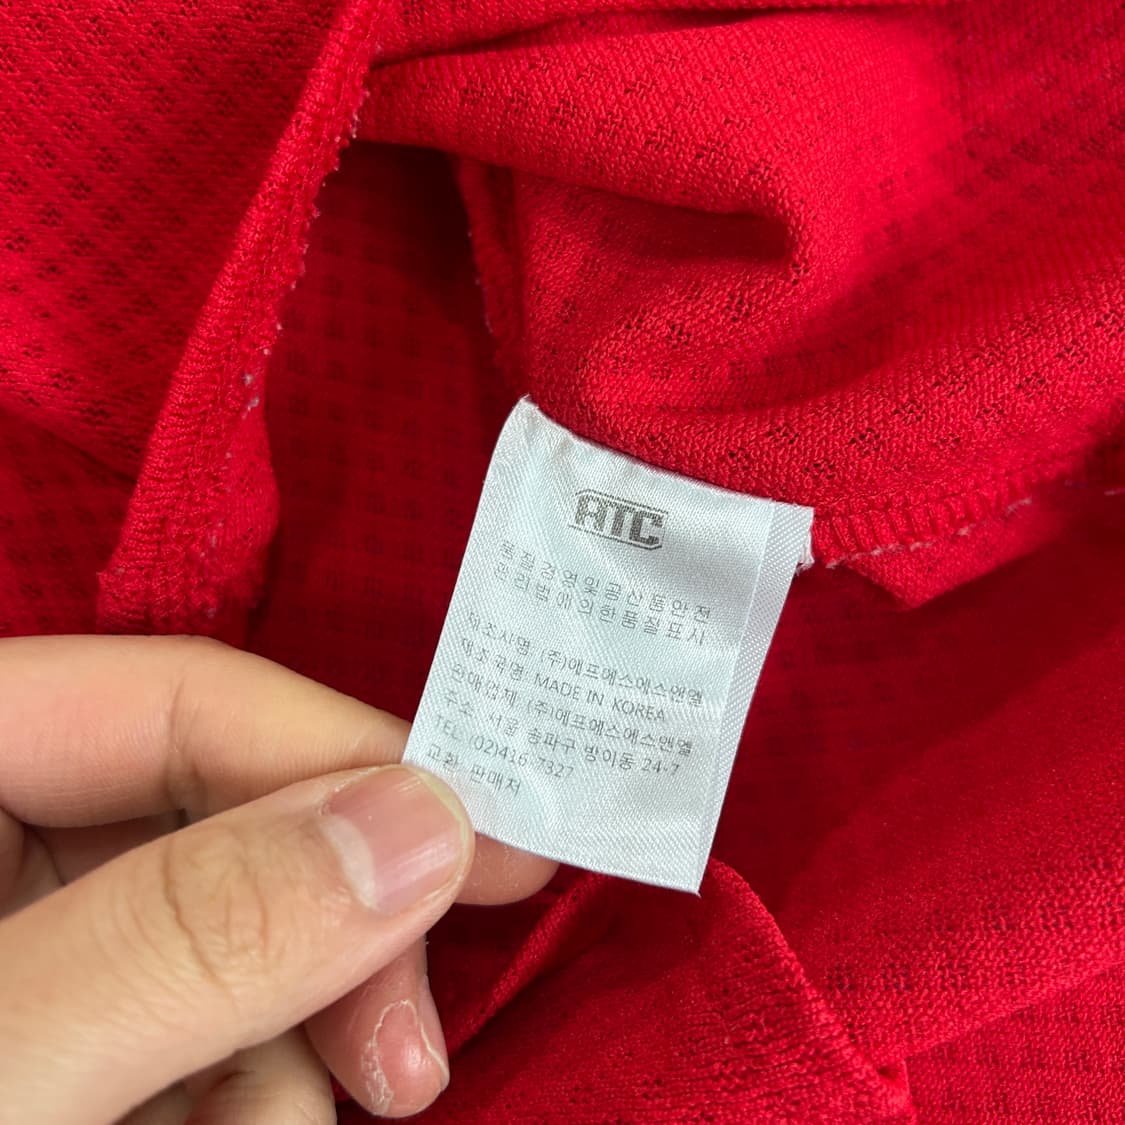 ATC
품질경영및공산품안전
관리법에의한품질표시
제조사명 (주)에프에스에스앤엘
제조국명 MADE IN KOREA
판매업체 (주)에프에스에스앤엘
주소 서울 송파구 방이동 24-7
TEL (02)416-7327
교환 판매처